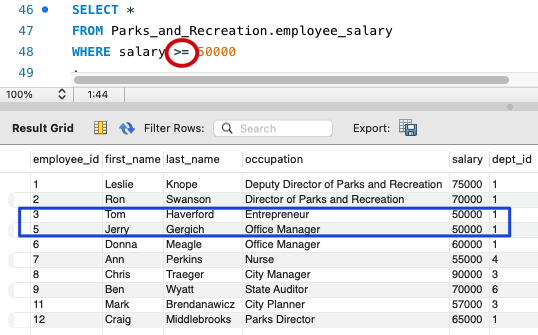 46 SELECT *
47 FROM Parks_and_Recreation.employee_salary
48 WHERE salary >= 50000
49 ;
100% 1:44
Result Grid Filter Rows: Search Export:
employee_id first_name last_name occupation salary dept_id
1 Leslie Knope Deputy Director of Parks and Recreation 75000 1
2 Ron Swanson Director of Parks and Recreation 70000 1
3 Tom Haverford Entrepreneur 50000 1
5 Jerry Gergich Office Manager 50000 1
6 Donna Meagle Office Manager 60000 1
7 Ann Perkins Nurse 55000 4
8 Chris Traeger City Manager 90000 3
9 Ben Wyatt State Auditor 70000 6
11 Mark Brendanawicz City Planner 57000 3
12 Craig Middlebrooks Parks Director 65000 1